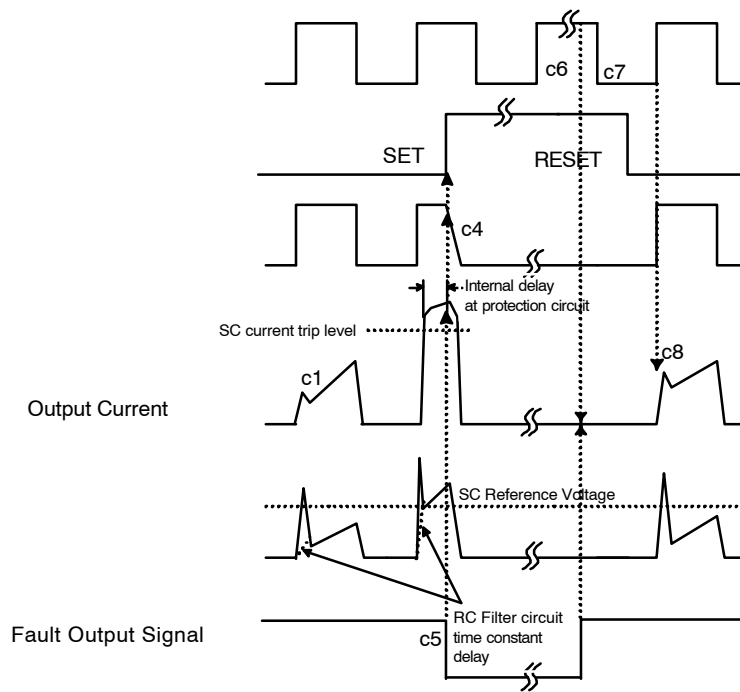 c6
c7
SET
RESET
c4
Internal delay
at protection circuit
SC current trip level
c1
c8
Output Current
SC Reference Voltage
RC Filter circuit
time constant
delay
Fault Output Signal
c5